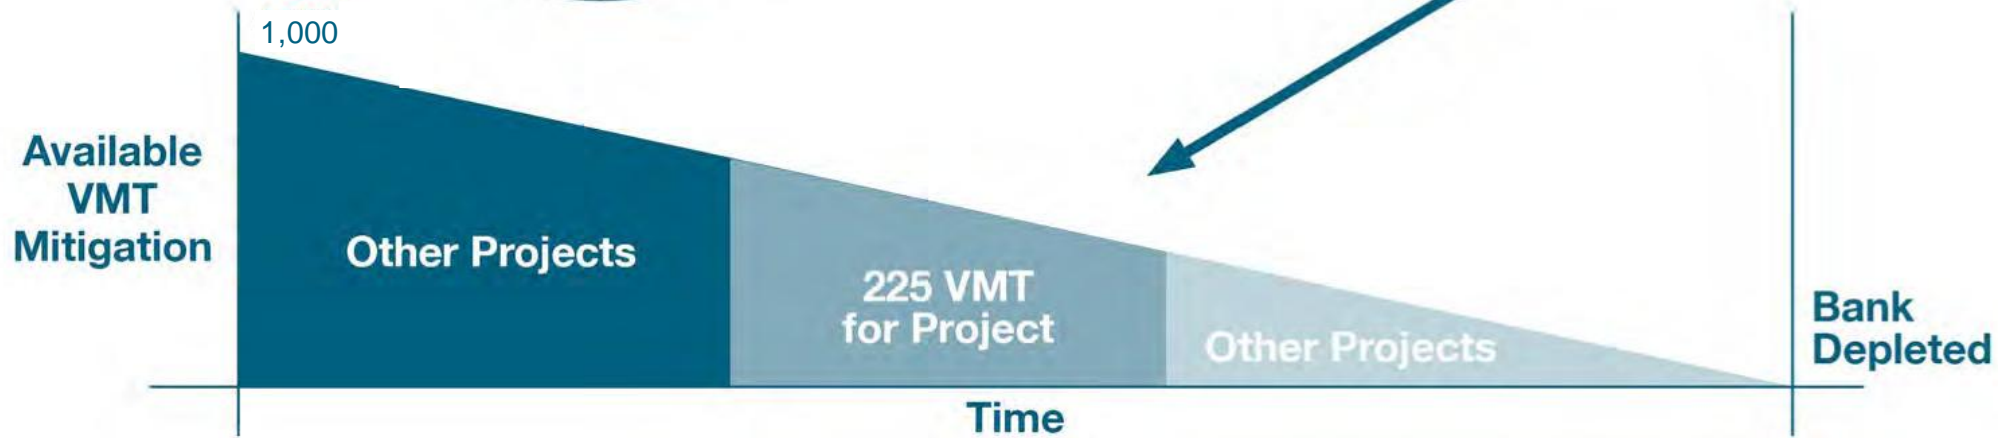 1,000
Available
VMT
Mitigation
Other Projects
225 VMT
for Project
Other Projects
Bank
Depleted
Time